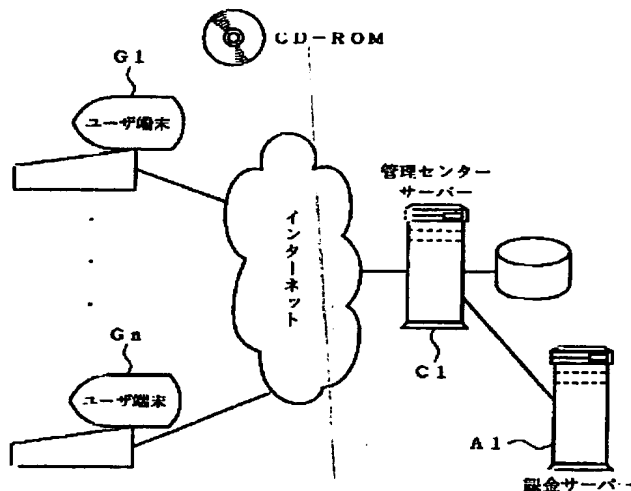 CD-ROM
G1
ユーザ端末
管理センター
サーバー
インターネット
Gn
ユーザ端末
C1
A1
課金サーバー